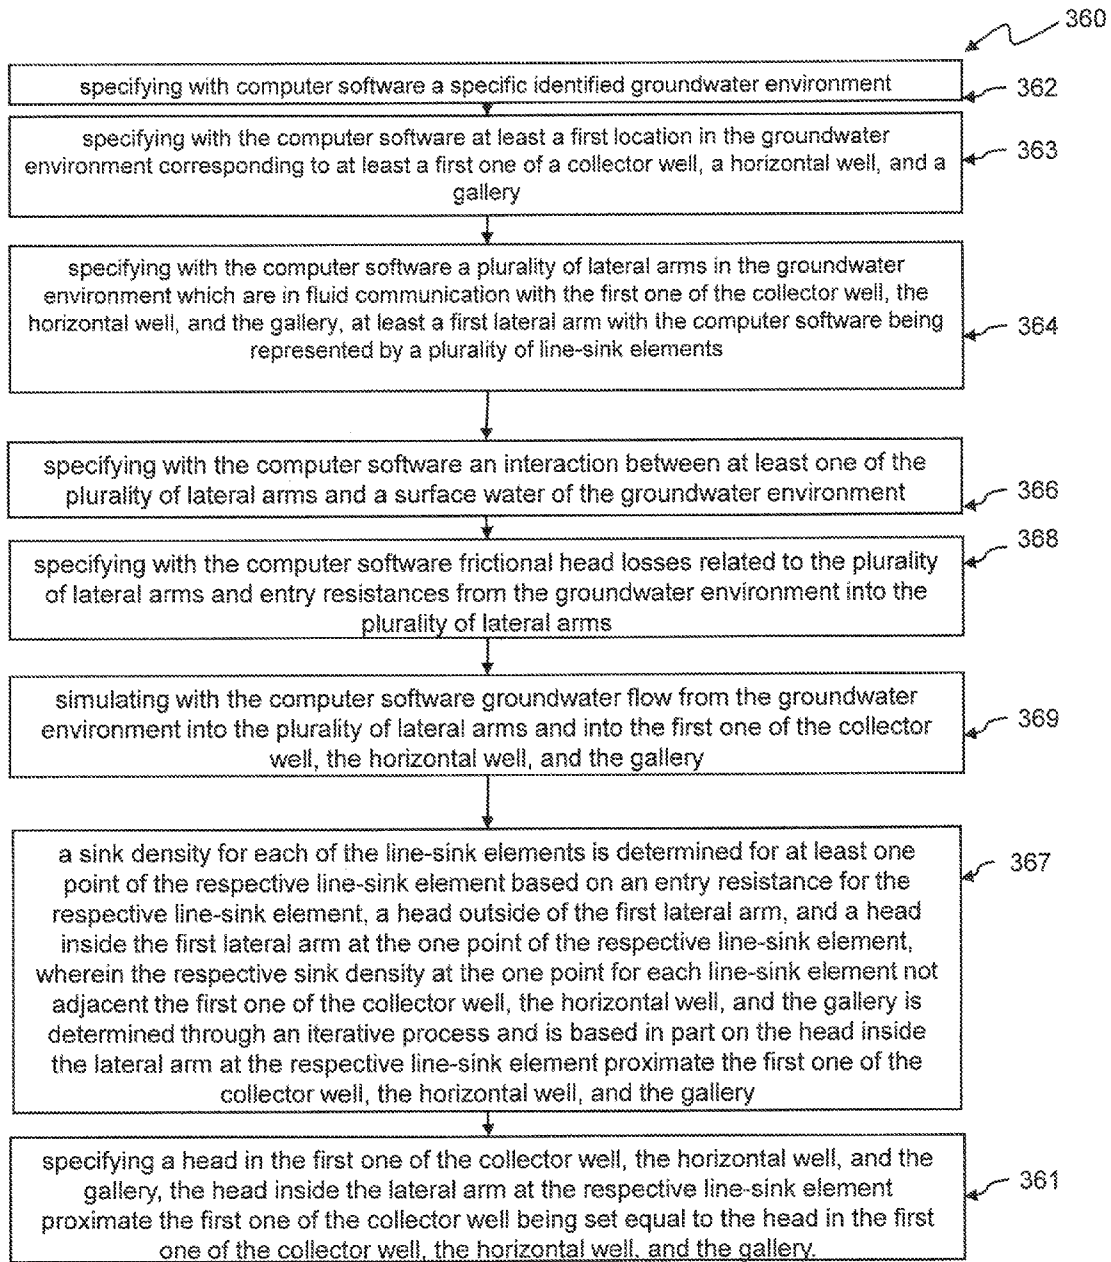 360
specifying with computer software a specific identified groundwater environment
362
specifying with the computer software at least a first location in the groundwater
environment corresponding to at least a first one of a collector well, a horizontal well, and a
gallery
363
specifying with the computer software a plurality of lateral arms in the groundwater
environment which are in fluid communication with the first one of the collector well, the
horizontal well, and the gallery, at least a first lateral arm with the computer software being
represented by a plurality of line-sink elements
364
specifying with the computer software an interaction between at least one of the
plurality of lateral arms and a surface water of the groundwater environment
366
specifying with the computer software frictional head losses related to the plurality
of lateral arms and entry resistances from the groundwater environment into the
plurality of lateral arms
368
simulating with the computer software groundwater flow from the groundwater
environment into the plurality of lateral arms and into the first one of the collector
well, the horizontal well, and the gallery
369
a sink density for each of the line-sink elements is determined for at least one
point of the respective line-sink element based on an entry resistance for the
respective line-sink element, a head outside of the first lateral arm, and a head
inside the first lateral arm at the one point of the respective line-sink element,
wherein the respective sink density at the one point for each line-sink element not
adjacent the first one of the collector well, the horizontal well, and the gallery is
determined through an iterative process and is based in part on the head inside
the lateral arm at the respective line-sink element proximate the first one of the
collector well, the horizontal well, and the gallery
367
specifying a head in the first one of the collector well, the horizontal well, and the
gallery, the head inside the lateral arm at the respective line-sink element
proximate the first one of the collector well being set equal to the head in the first
one of the collector well, the horizontal well, and the gallery.
361